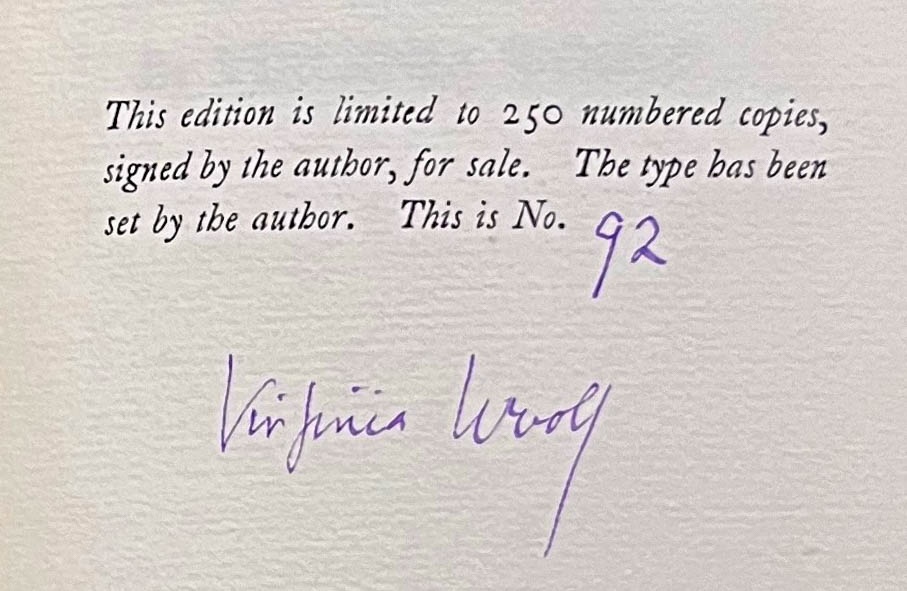 This edition is limited to 250 numbered copies,
signed by the author, for sale. The type has been
set by the author. This is No. 92
Virginia Woolf